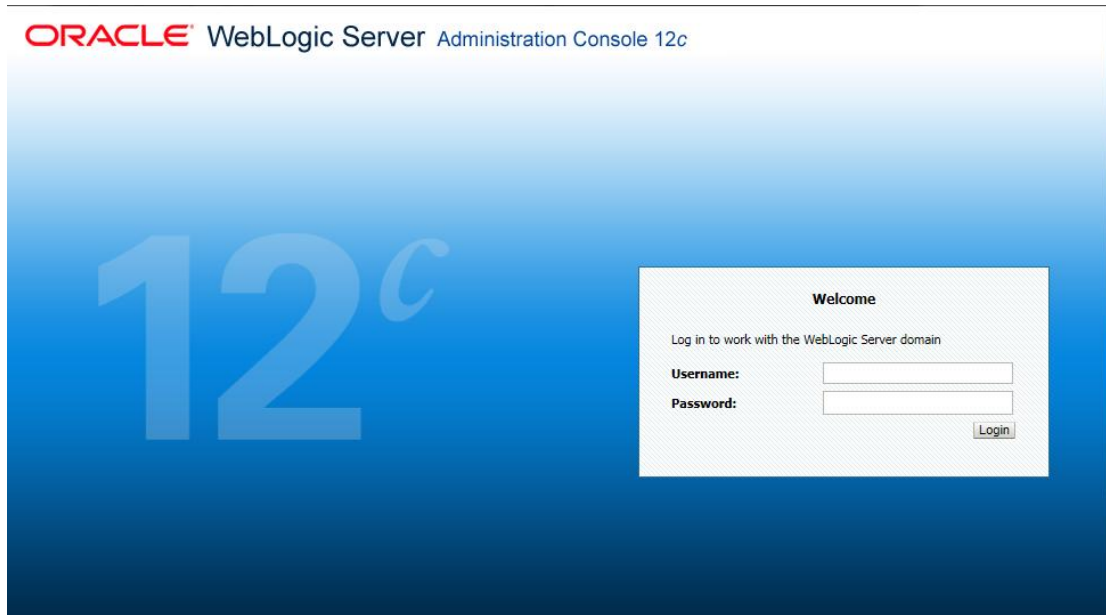 ORACLE WebLogic Server Administration Console 12c
12c
Welcome
Log in to work with the WebLogic Server domain
Username:
Password:
Login